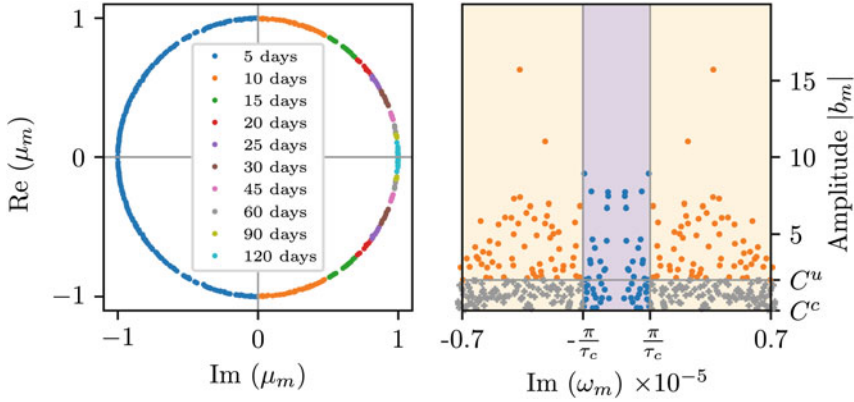 1
0
−1
Re (μₘ)
−1
0
1
Im (μₘ)
5 days
10 days
15 days
20 days
25 days
30 days
45 days
60 days
90 days
120 days
15
10
5
Cᵘ
Cᶜ
Amplitude |bₘ|
-0.7
-π/τ_c
π/τ_c
0.7
Im (ωₘ) ×10⁻⁵